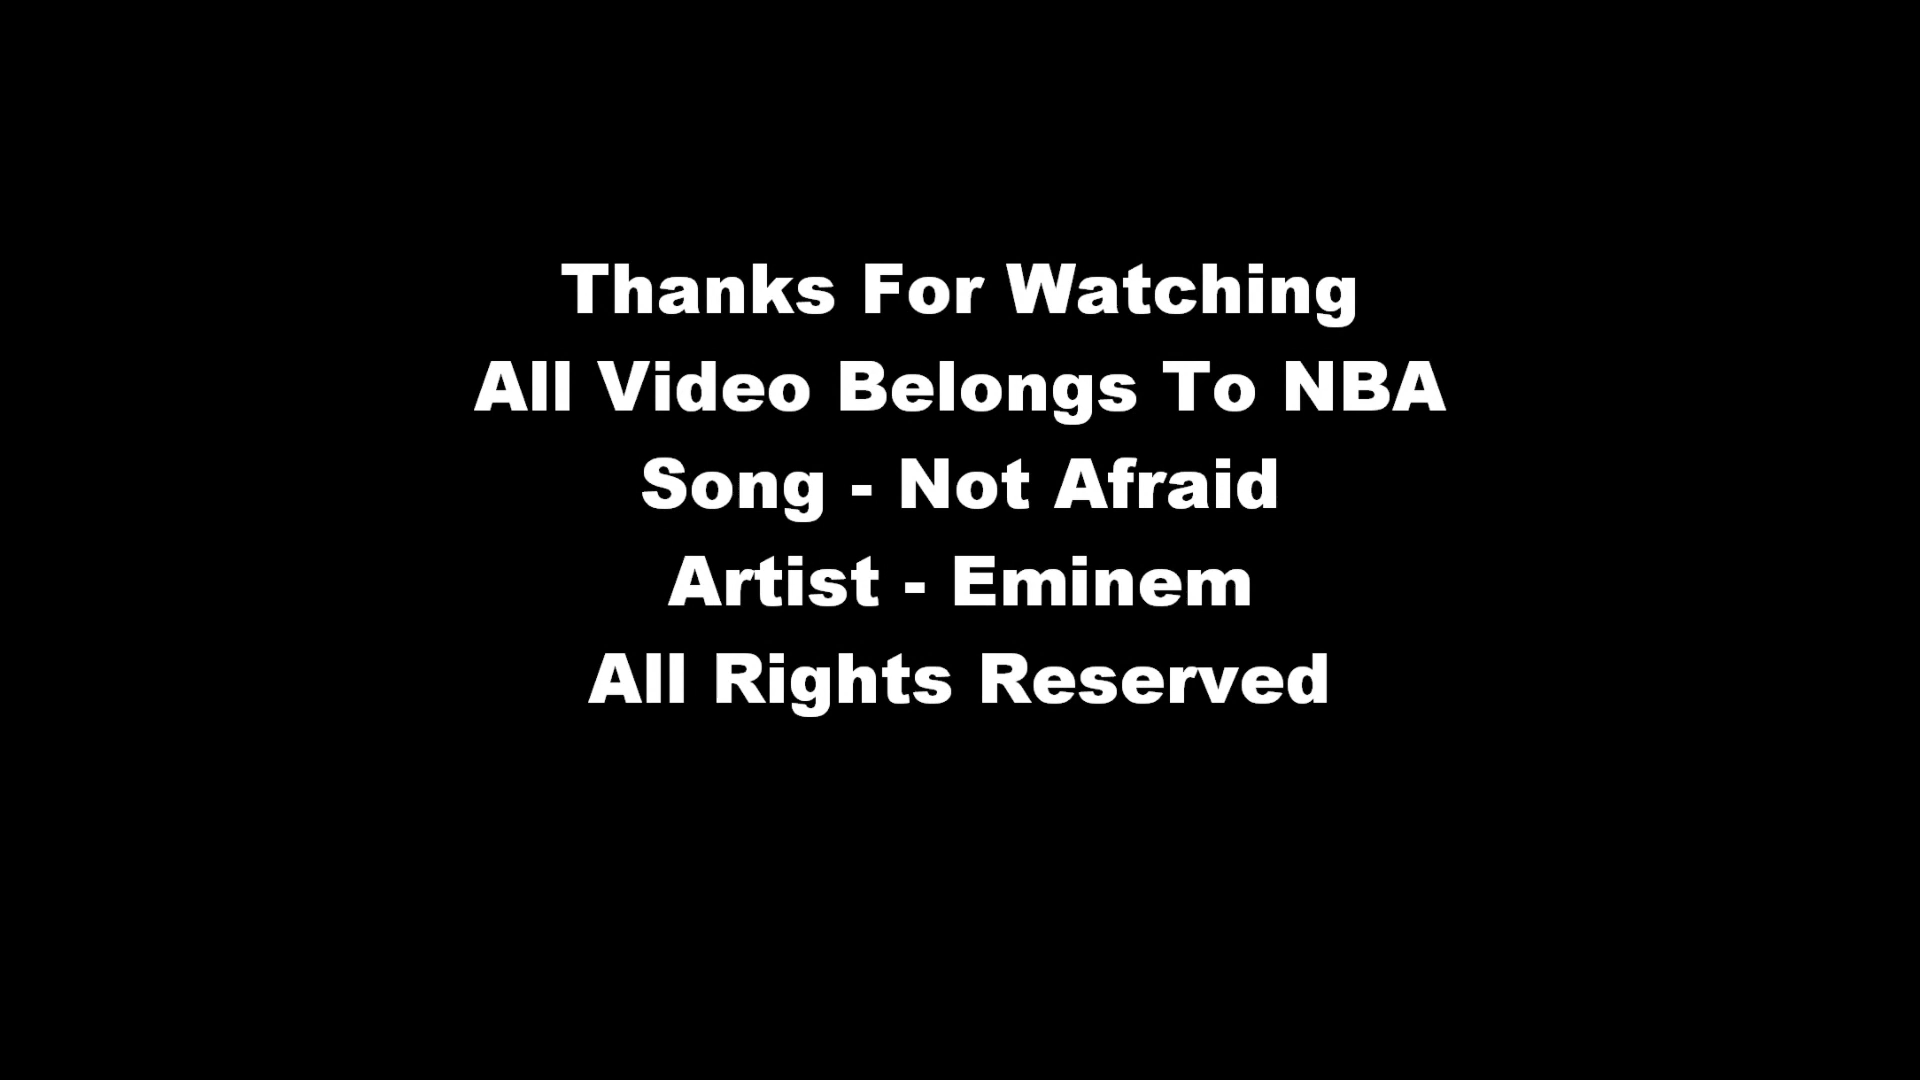 Thanks For Watching
All Video Belongs To NBA
Song - Not Afraid
Artist - Eminem
All Rights Reserved